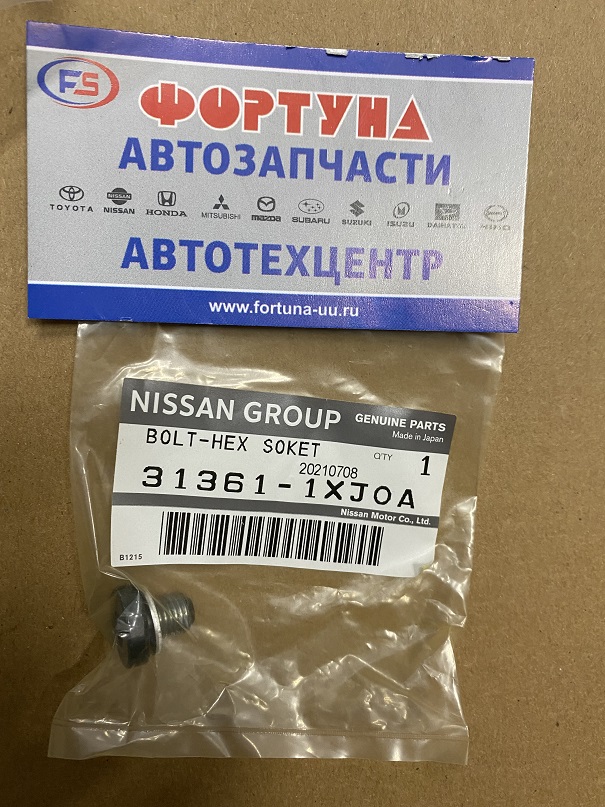 FS ФОРТУНА
АВТОЗАПЧАСТИ
TOYOTA NISSAN HONDA MITSUBISHI mazda SUBARU SUZUKI ISUZU DAIHATSU HINO
АВТОТЕХЦЕНТР
www.fortuna-uu.ru
NISSAN GROUP GENUINE PARTS
Made in Japan
BOLT-HEX SOKET Q'TY 1
20210708
31361-1XJ0A
Nissan Motor Co., Ltd.
B1215